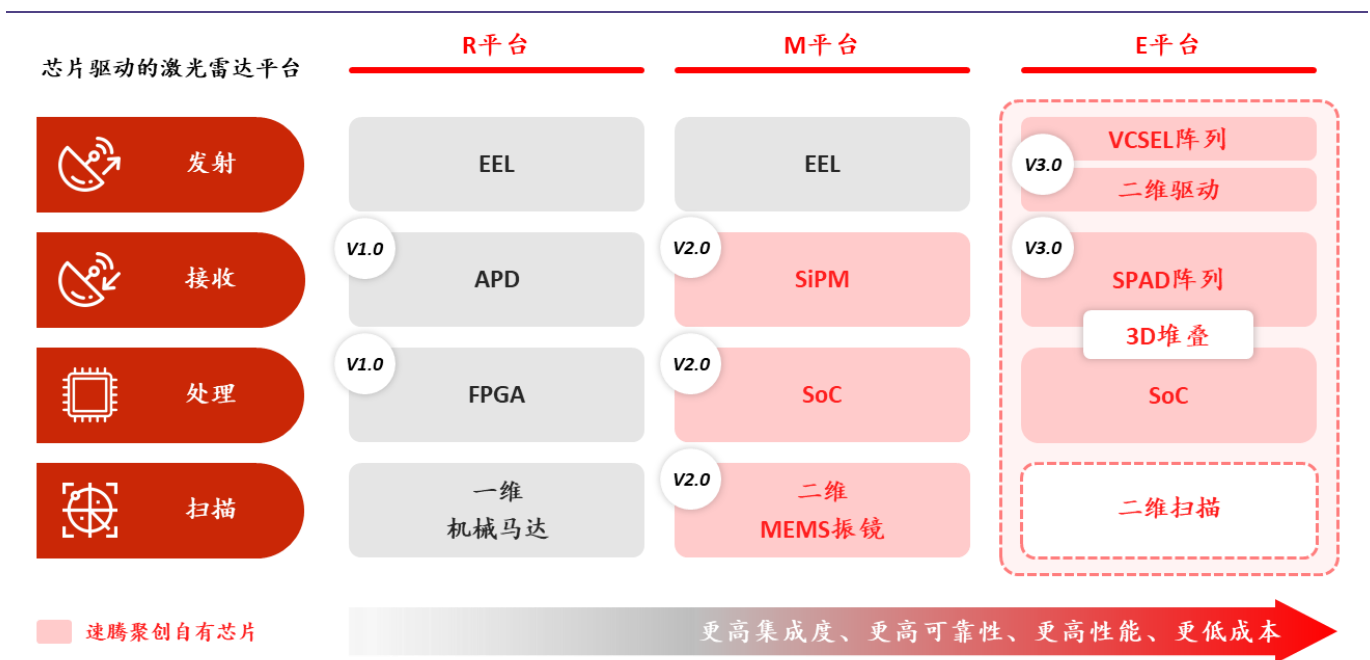 芯片驱动的激光雷达平台
R平台
M平台
E平台
发射
EEL
EEL
V3.0
VCSEL阵列
二维驱动
接收
V1.0
APD
V2.0
SiPM
V3.0
SPAD阵列
3D堆叠
处理
V1.0
FPGA
V2.0
SoC
SoC
扫描
一维
机械马达
V2.0
二维
MEMS振镜
二维扫描
速腾聚创自有芯片
更高集成度、更高可靠性、更高性能、更低成本